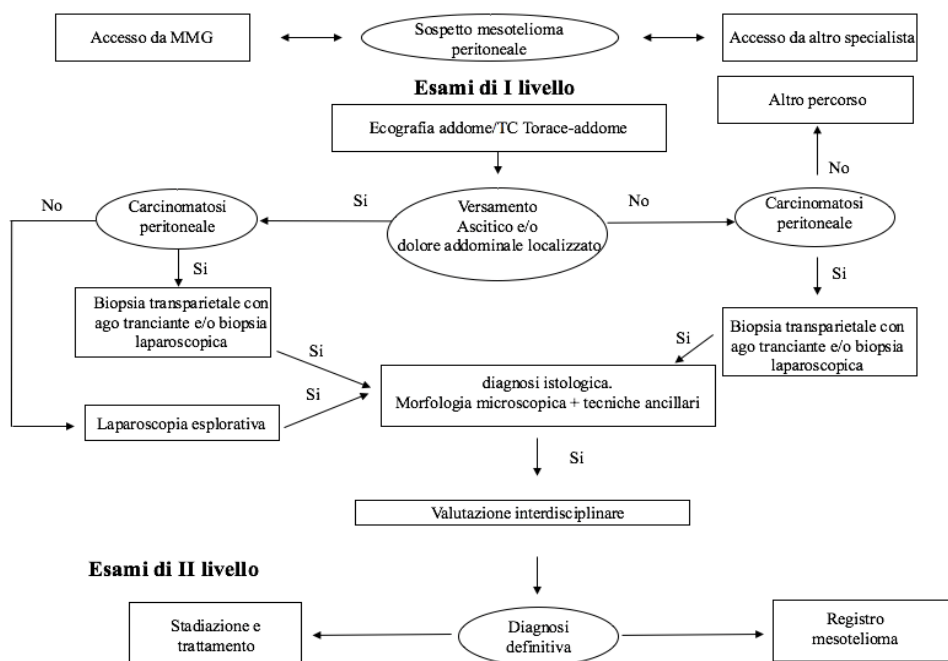 Accesso da MMG
Sospetto mesotelioma
peritoneale
Accesso da altro specialista
Esami di I livello
Altro percorso
Ecografia addome/TC Torace-addome
No
No
Si
Carcinomatosi
peritoneale
Versamento
Ascitico e/o
dolore addominale localizzato
No
Carcinomatosi
peritoneale
Si
Si
Biopsia transparietale con
ago tranciante e/o biopsia
laparoscopica
Biopsia transparietale con
ago tranciante e/o biopsia
laparoscopica
Si
Si
diagnosi istologica.
Morfologia microscopica + tecniche ancillari
Si
Laparoscopia esplorativa
Si
Valutazione interdisciplinare
Esami di II livello
Stadiazione e
trattamento
Diagnosi
definitiva
Registro
mesotelioma